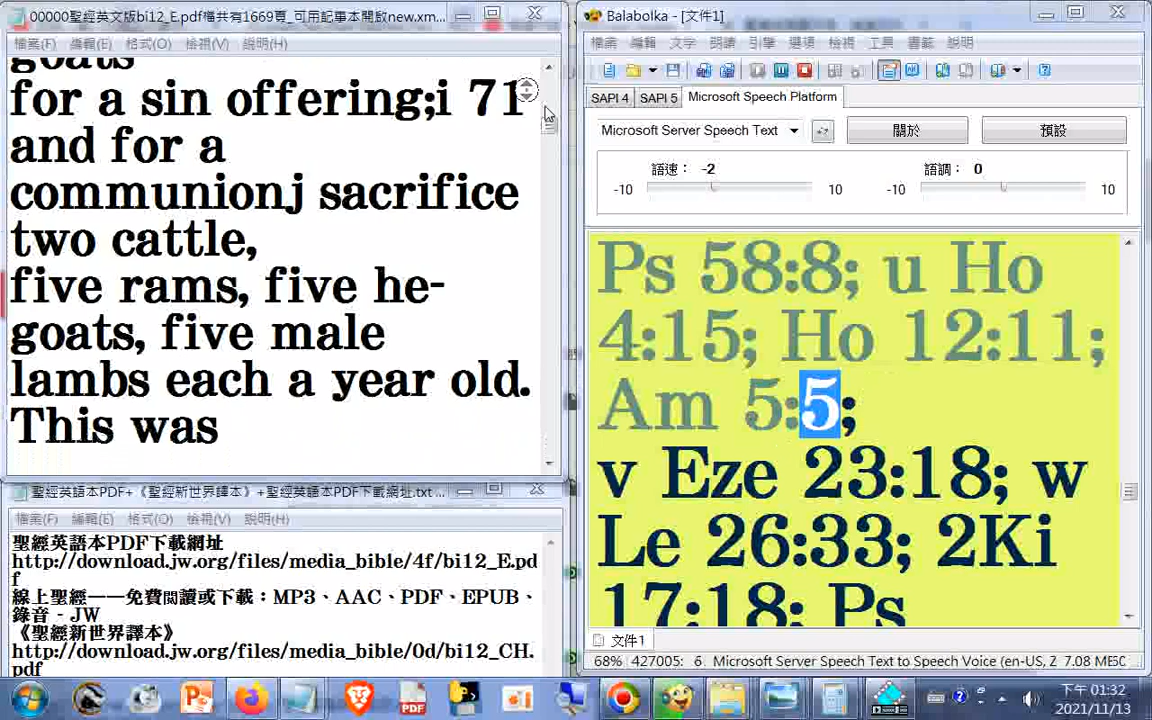 00000聖經英文版bi12_E.pdf檔共有1669頁_可用記事本開啟new.xm...
檔案(F) 編輯(E) 格式(O) 檢視(V) 說明(H)
goats
for a sin offering;i 71
and for a
communionj sacrifice
two cattle,
five rams, five he-
goats, five male
lambs each a year old.
This was
聖經英語本PDF+《聖經新世界譯本》+聖經英語本PDF下載網址.txt ...
檔案(F) 編輯(E) 格式(O) 檢視(V) 說明(H)
聖經英語本PDF下載網址
http://download.jw.org/files/media_bible/4f/bi12_E.pd
f
線上聖經——免費閱讀或下載：MP3、AAC、PDF、EPUB、
錄音 - JW
《聖經新世界譯本》
http://download.jw.org/files/media_bible/0d/bi12_CH.
pdf
Balabolka - [文件1]
檔案 編輯 文字 朗讀 引擎 選項 檢視 工具 書籤 說明
SAPI 4 SAPI 5 Microsoft Speech Platform
Microsoft Server Speech Text 關於 預設
語速： -2 語調： 0
-10 10 -10 10
Ps 58:8; u Ho
4:15; Ho 12:11;
Am 5:5;
v Eze 23:18; w
Le 26:33; 2Ki
17:18; Ps
文件1
68% 427005: 6 Microsoft Server Speech Text to Speech Voice (en-US, Z 7.08 MB
下午 01:32
2021/11/13